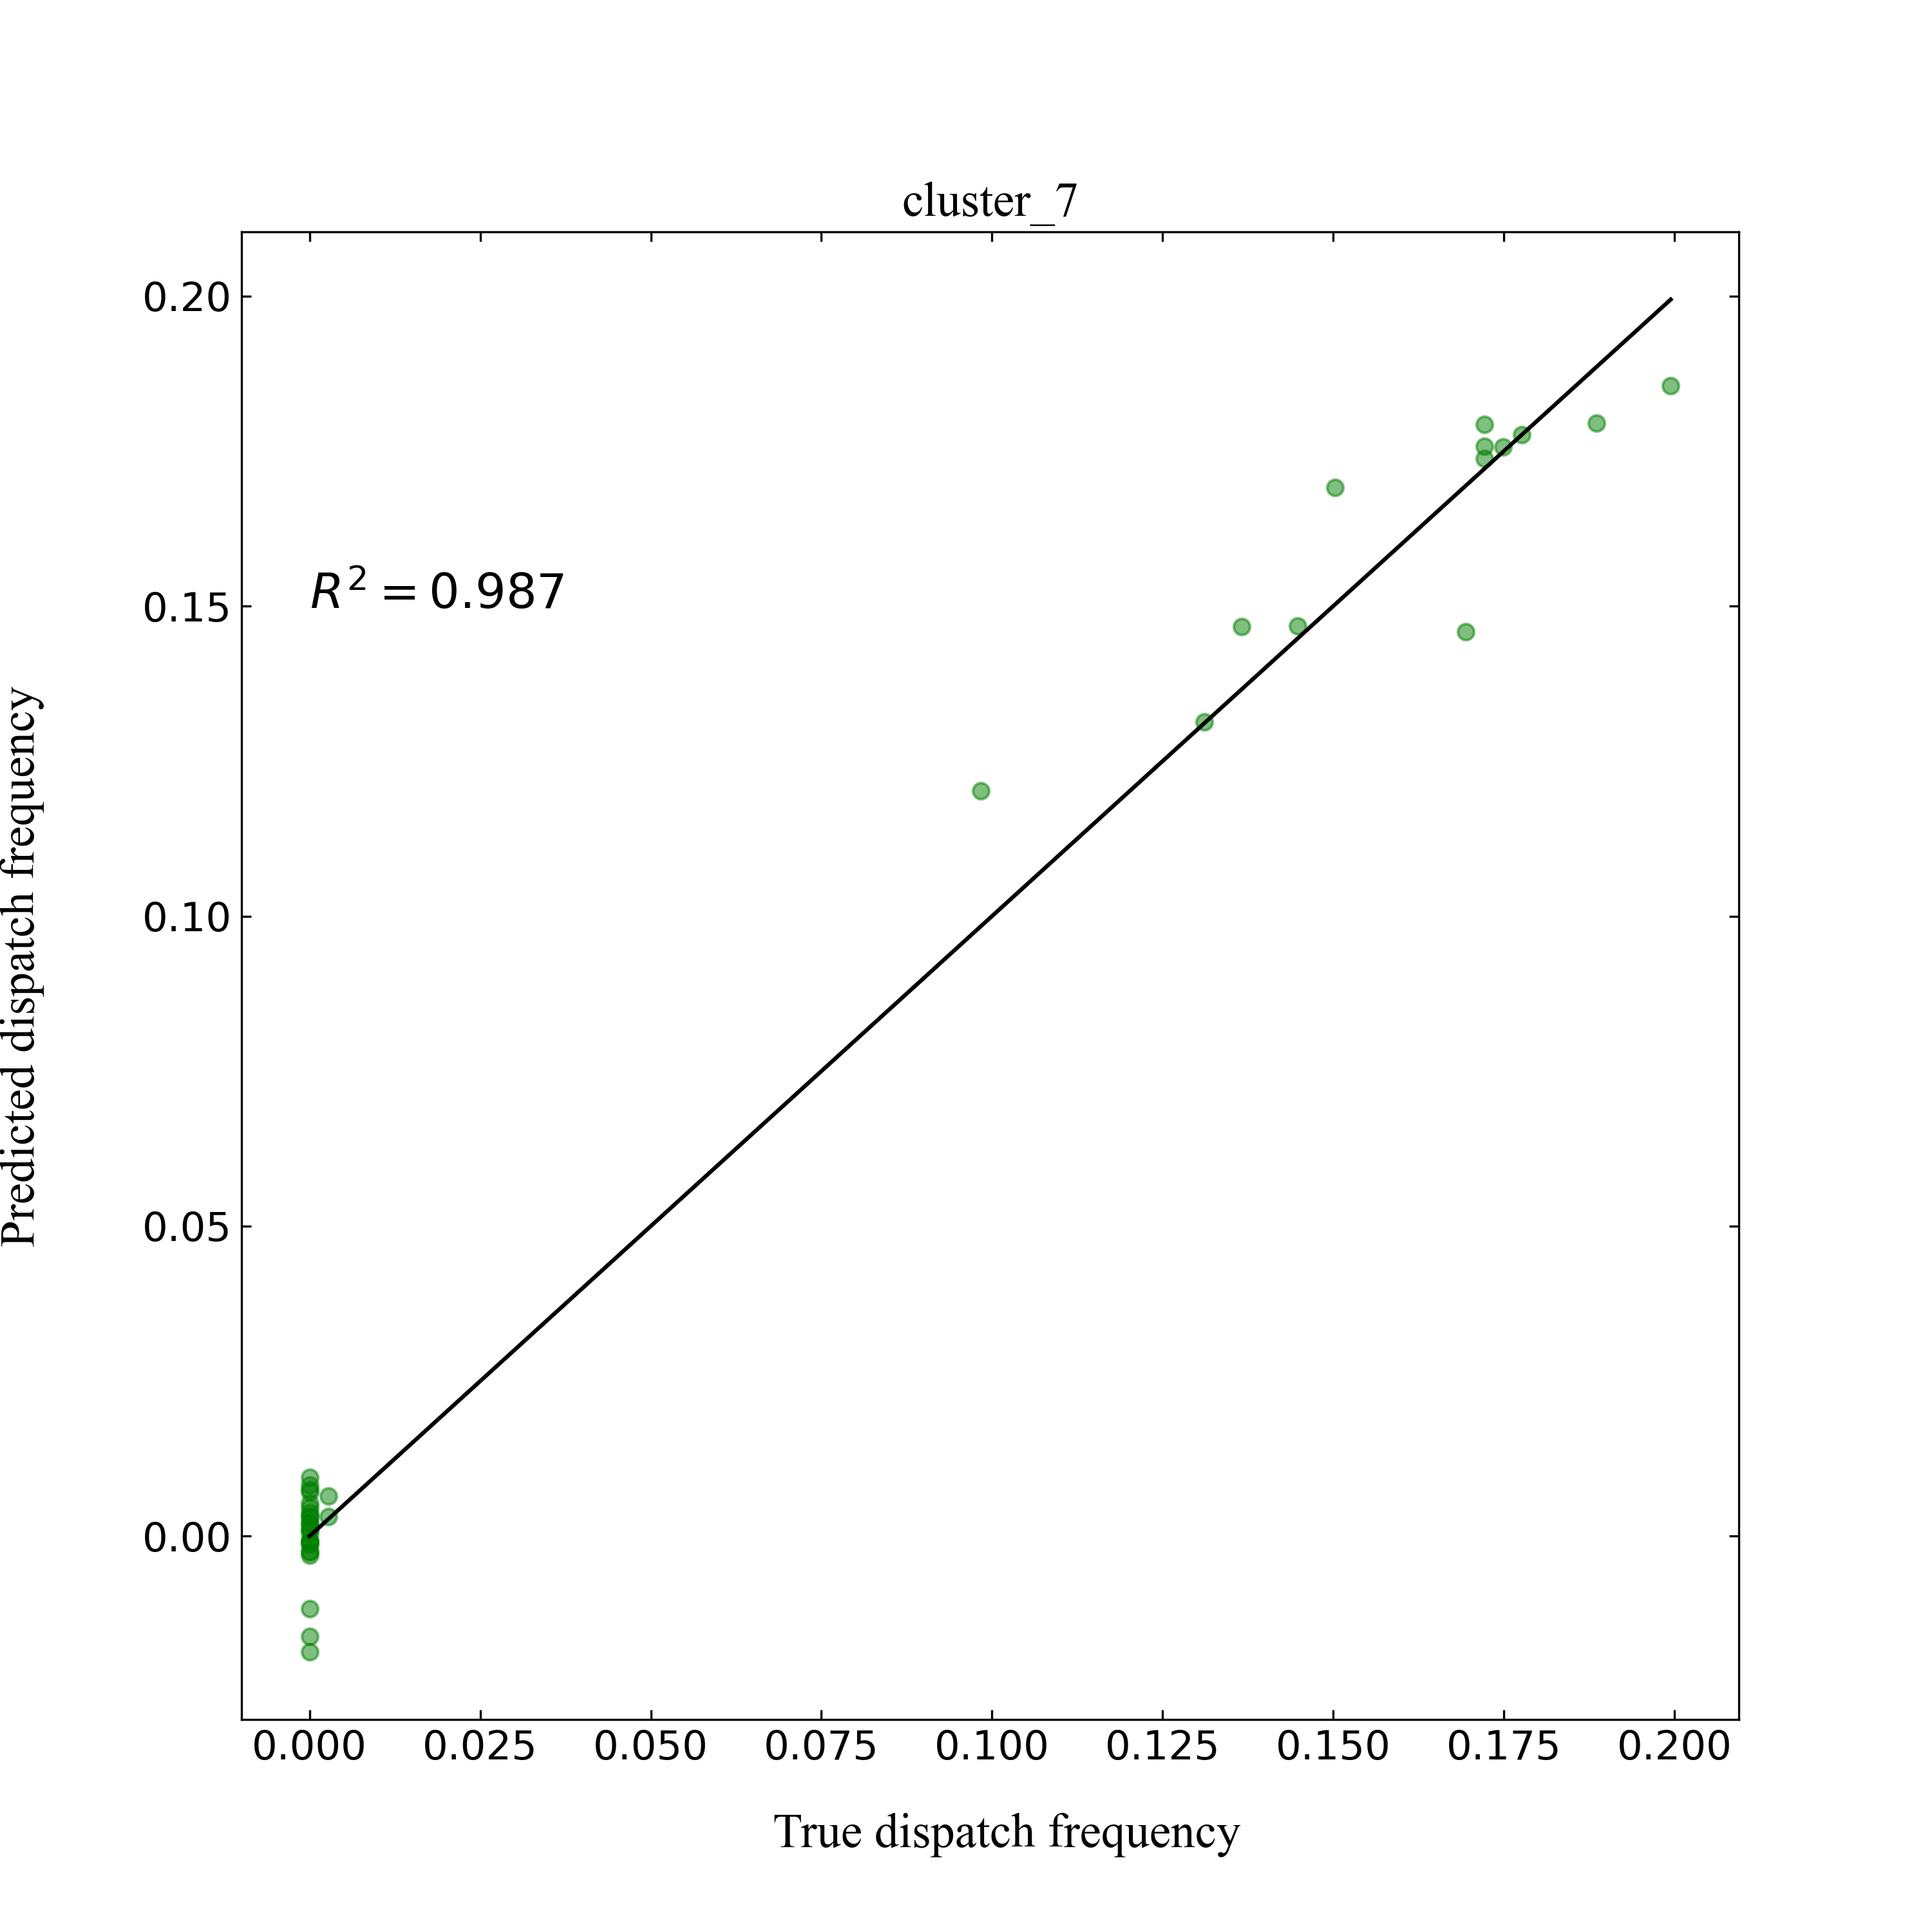 cluster_7
0.20
0.15
0.10
0.05
0.00
R² = 0.987
Predicted dispatch frequency
0.000 0.025 0.050 0.075 0.100 0.125 0.150 0.175 0.200
True dispatch frequency